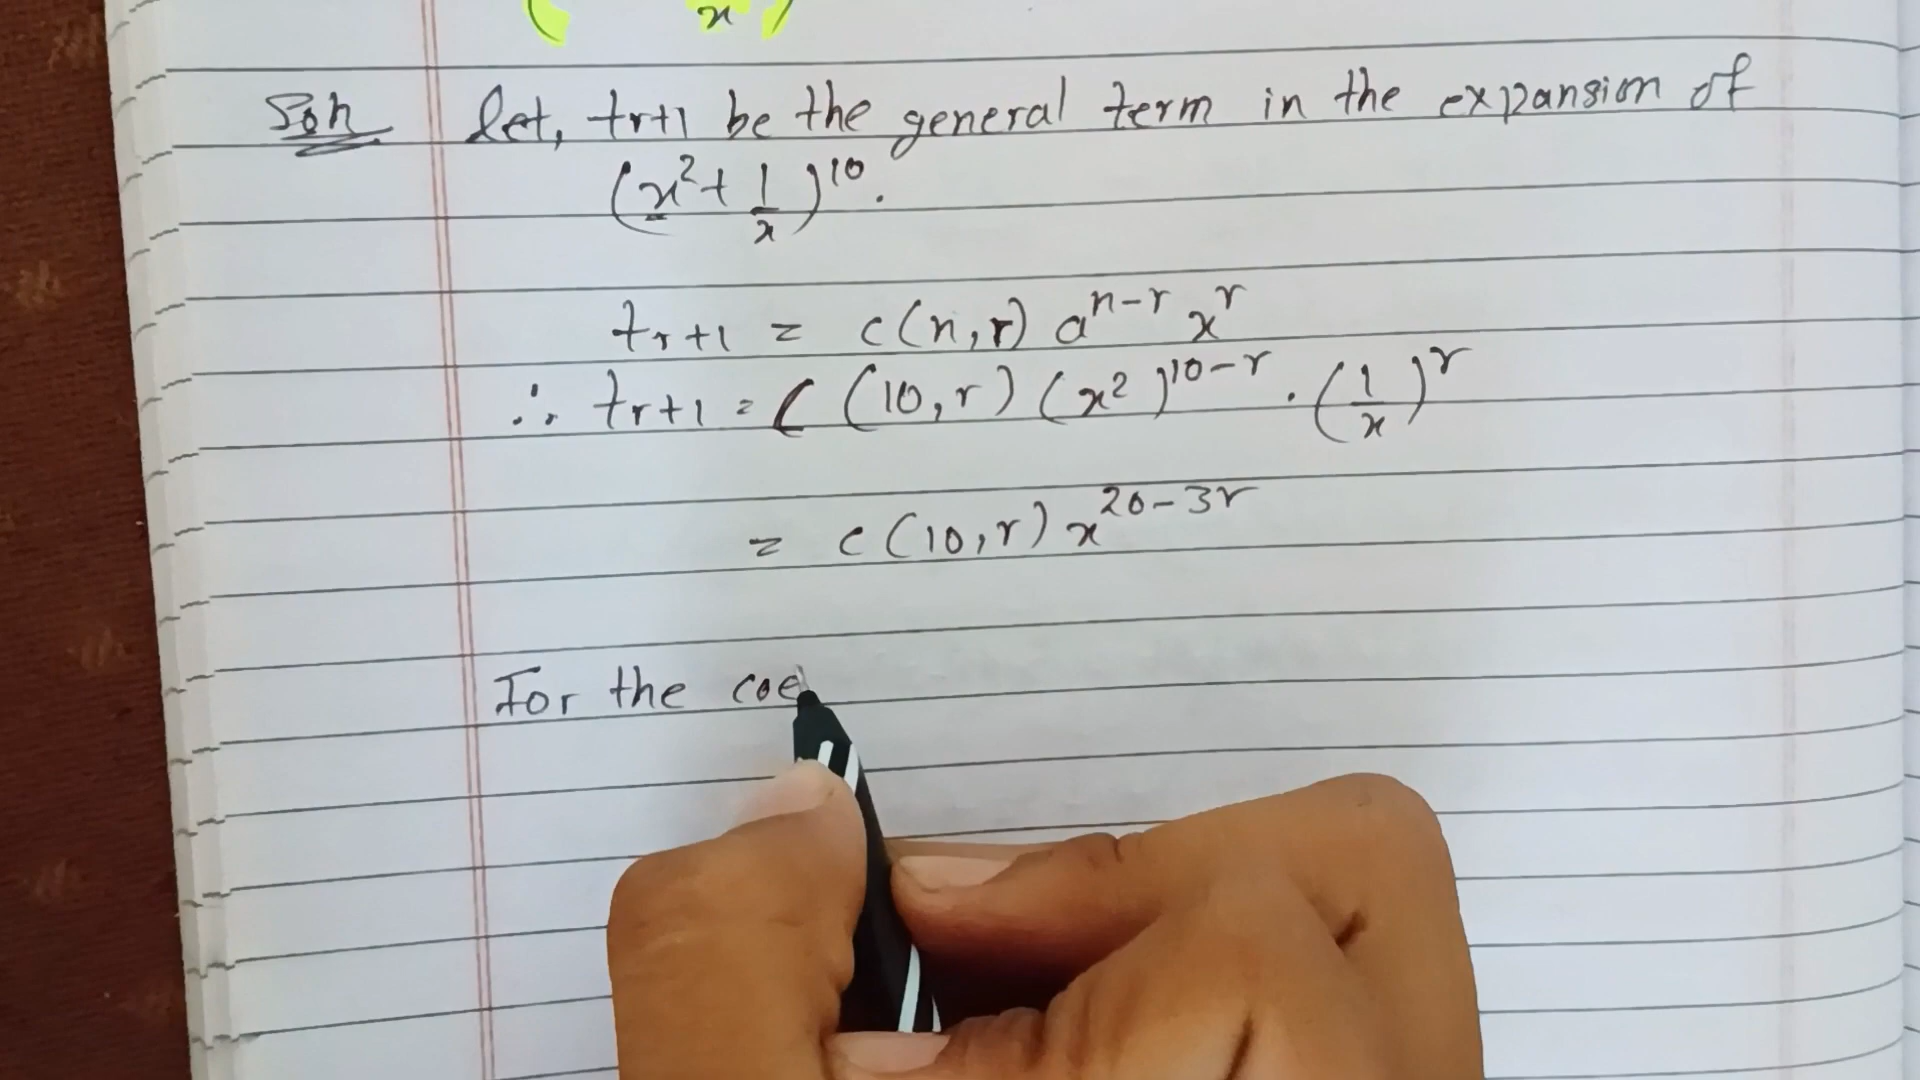 x
Soln let, tr+1 be the general term in the expansion of
(x²+ 1/x)¹⁰.
tr+1 = c(n,r) aⁿ⁻ʳ xʳ
∴ tr+1 = C (10,r) (x²)¹⁰⁻ʳ . (1/x)ʳ
= c(10,r) x²⁰⁻³ʳ
For the coe